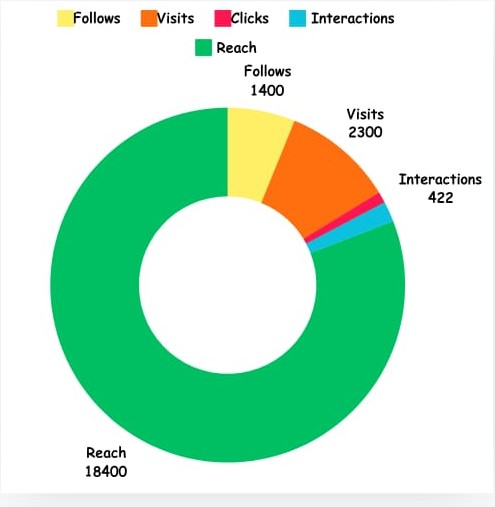 Follows Visits Clicks Interactions
Reach
Follows
1400
Visits
2300
Interactions
422
Reach
18400